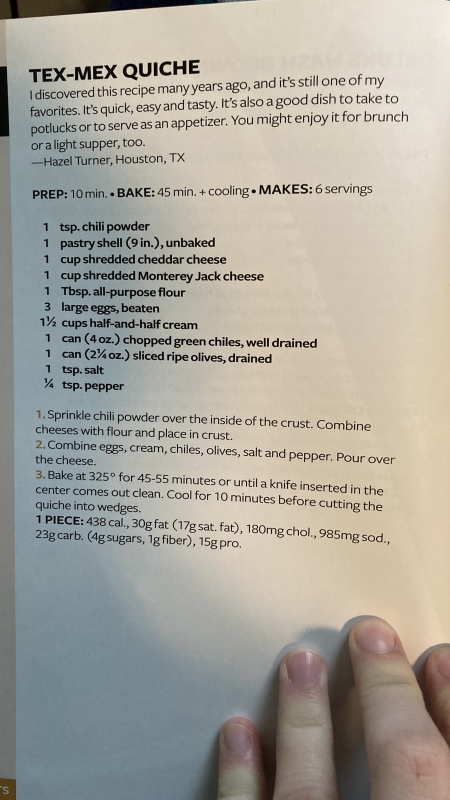 TEX-MEX QUICHE
I discovered this recipe many years ago, and it's still one of my
favorites. It's quick, easy and tasty. It's also a good dish to take to
potlucks or to serve as an appetizer. You might enjoy it for brunch
or a light supper, too.
—Hazel Turner, Houston, TX
PREP: 10 min. • BAKE: 45 min. + cooling • MAKES: 6 servings
1 tsp. chili powder
1 pastry shell (9 in.), unbaked
1 cup shredded cheddar cheese
1 cup shredded Monterey Jack cheese
1 Tbsp. all-purpose flour
3 large eggs, beaten
1½ cups half-and-half cream
1 can (4 oz.) chopped green chiles, well drained
1 can (2¼ oz.) sliced ripe olives, drained
1 tsp. salt
¼ tsp. pepper
1. Sprinkle chili powder over the inside of the crust. Combine
cheeses with flour and place in crust.
2. Combine eggs, cream, chiles, olives, salt and pepper. Pour over
the cheese.
3. Bake at 325° for 45-55 minutes or until a knife inserted in the
center comes out clean. Cool for 10 minutes before cutting the
quiche into wedges.
1 PIECE: 438 cal., 30g fat (17g sat. fat), 180mg chol., 985mg sod.,
23g carb. (4g sugars, 1g fiber), 15g pro.